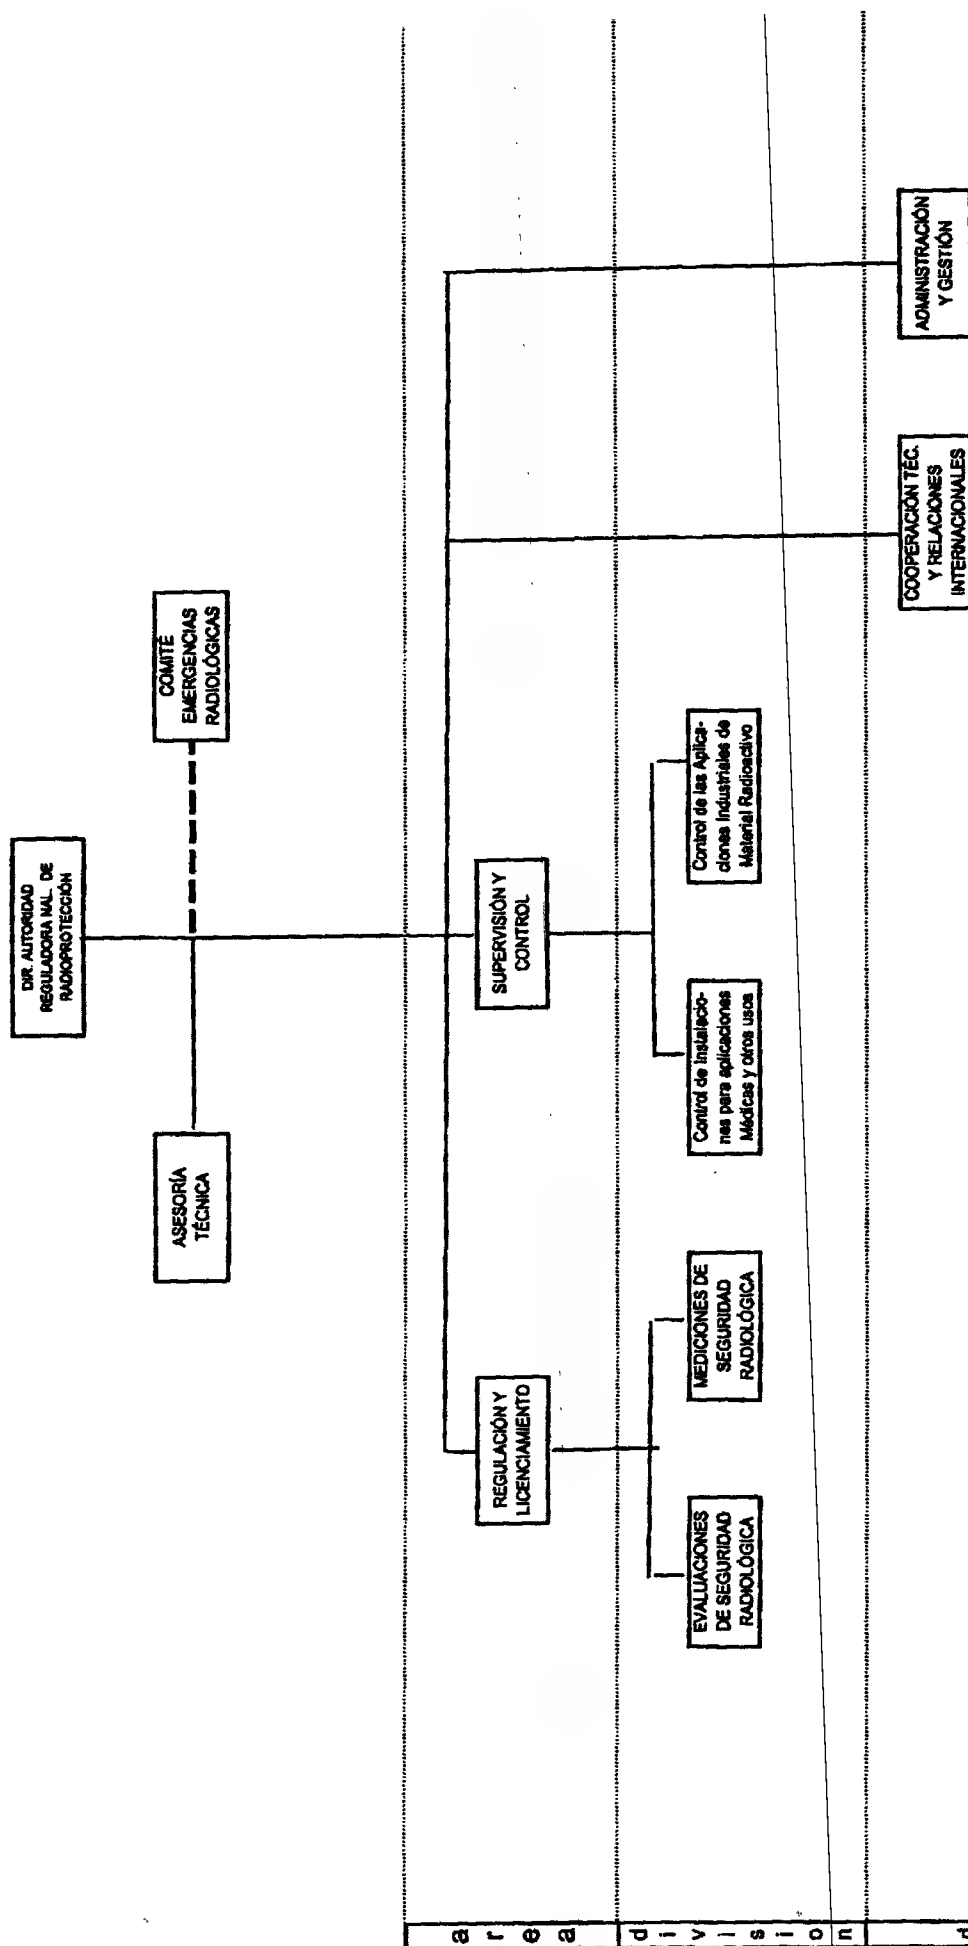 DIR. AUTORIDAD
REGULADORA NAL. DE
RADIOPROTECCIÓN
ASESORÍA
TÉCNICA
COMITÉ
EMERGENCIAS
RADIOLÓGICAS
area
REGULACIÓN Y
LICENCIAMIENTO
SUPERVISIÓN Y
CONTROL
division
EVALUACIONES
DE SEGURIDAD
RADIOLÓGICA
MEDICIONES DE
SEGURIDAD
RADIOLÓGICA
Control de Instalacio-
nes para aplicaciones
Médicas y otros usos
Control de las Aplica-
ciones Industriales de
Material Radioactivo
COOPERACIÓN TÉC.
Y RELACIONES
INTERNACIONALES
ADMINISTRACIÓN
Y GESTIÓN